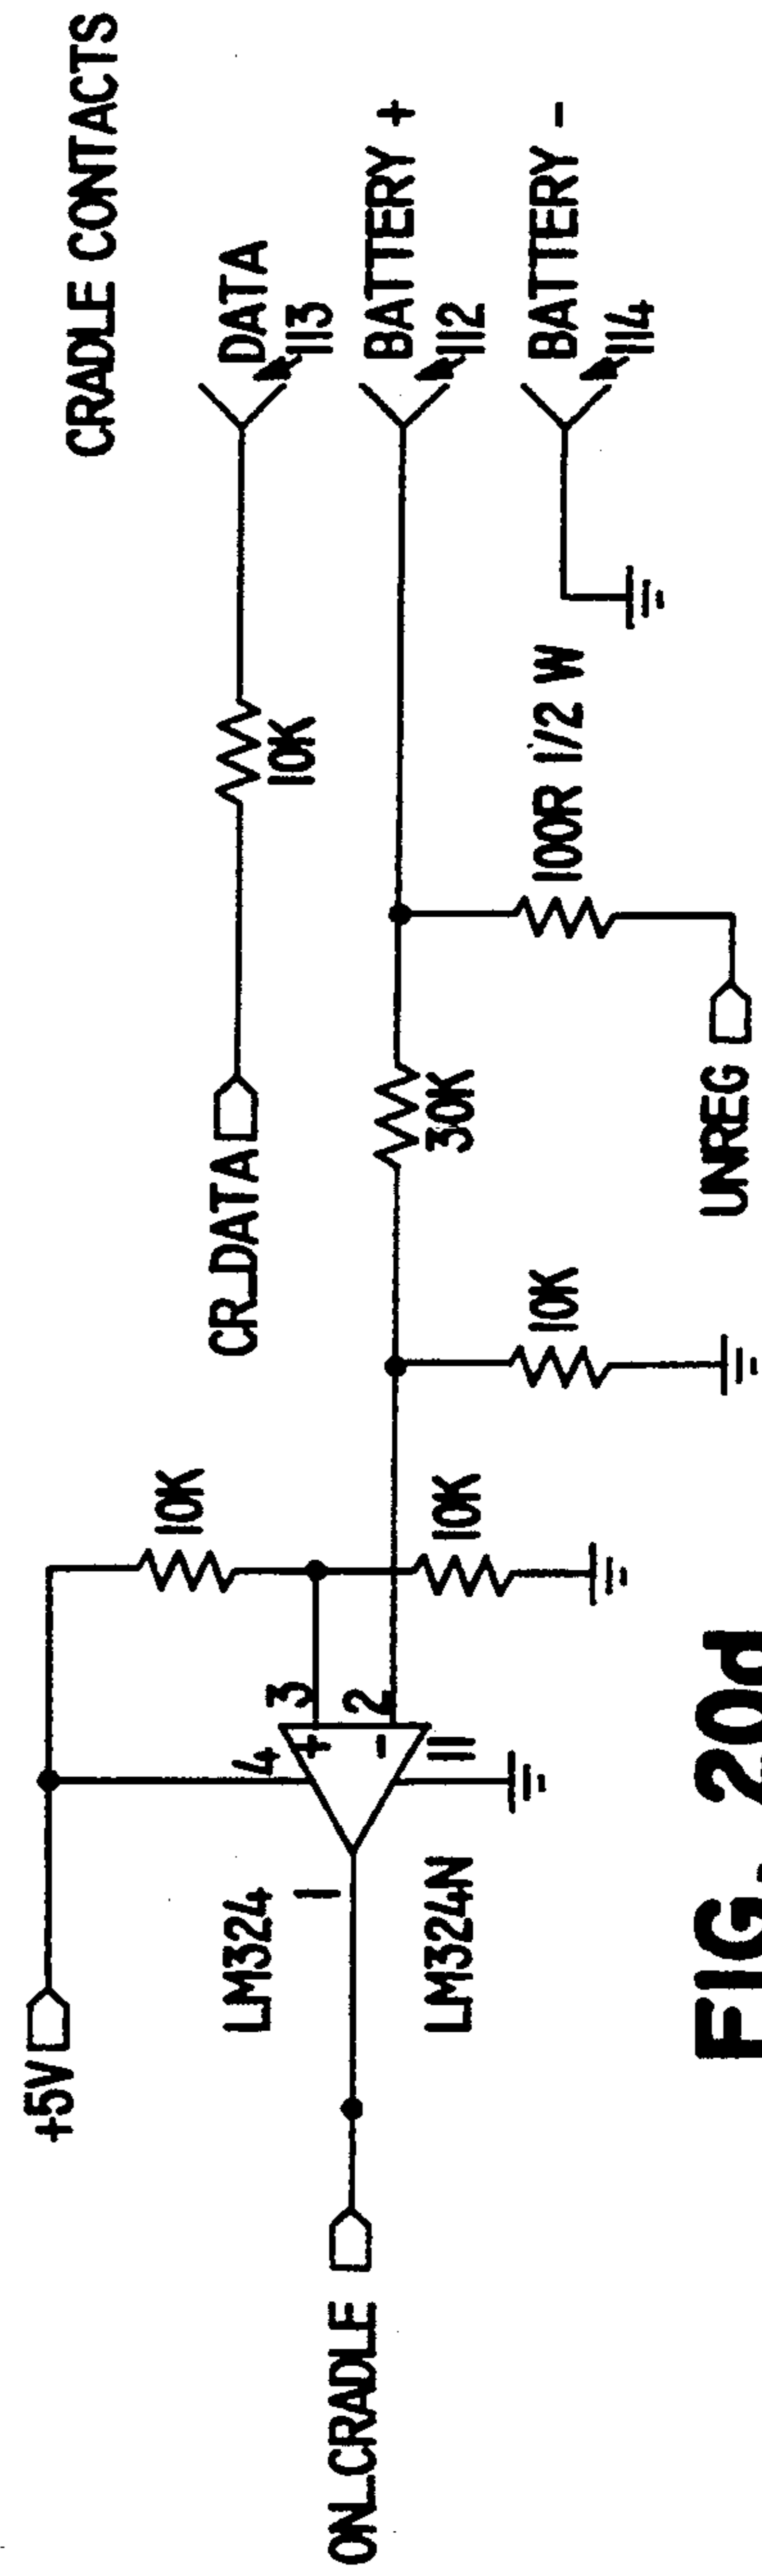 CRADLE CONTACTS
+5V
10K
CR_DATA
10K
DATA
113
LM324
4
3
+
1
ON_CRADLE
2
-
11
LM324N
10K
30K
BATTERY +
112
10K
100R 1/2 W
BATTERY -
114
UNREG
FIG. 20d